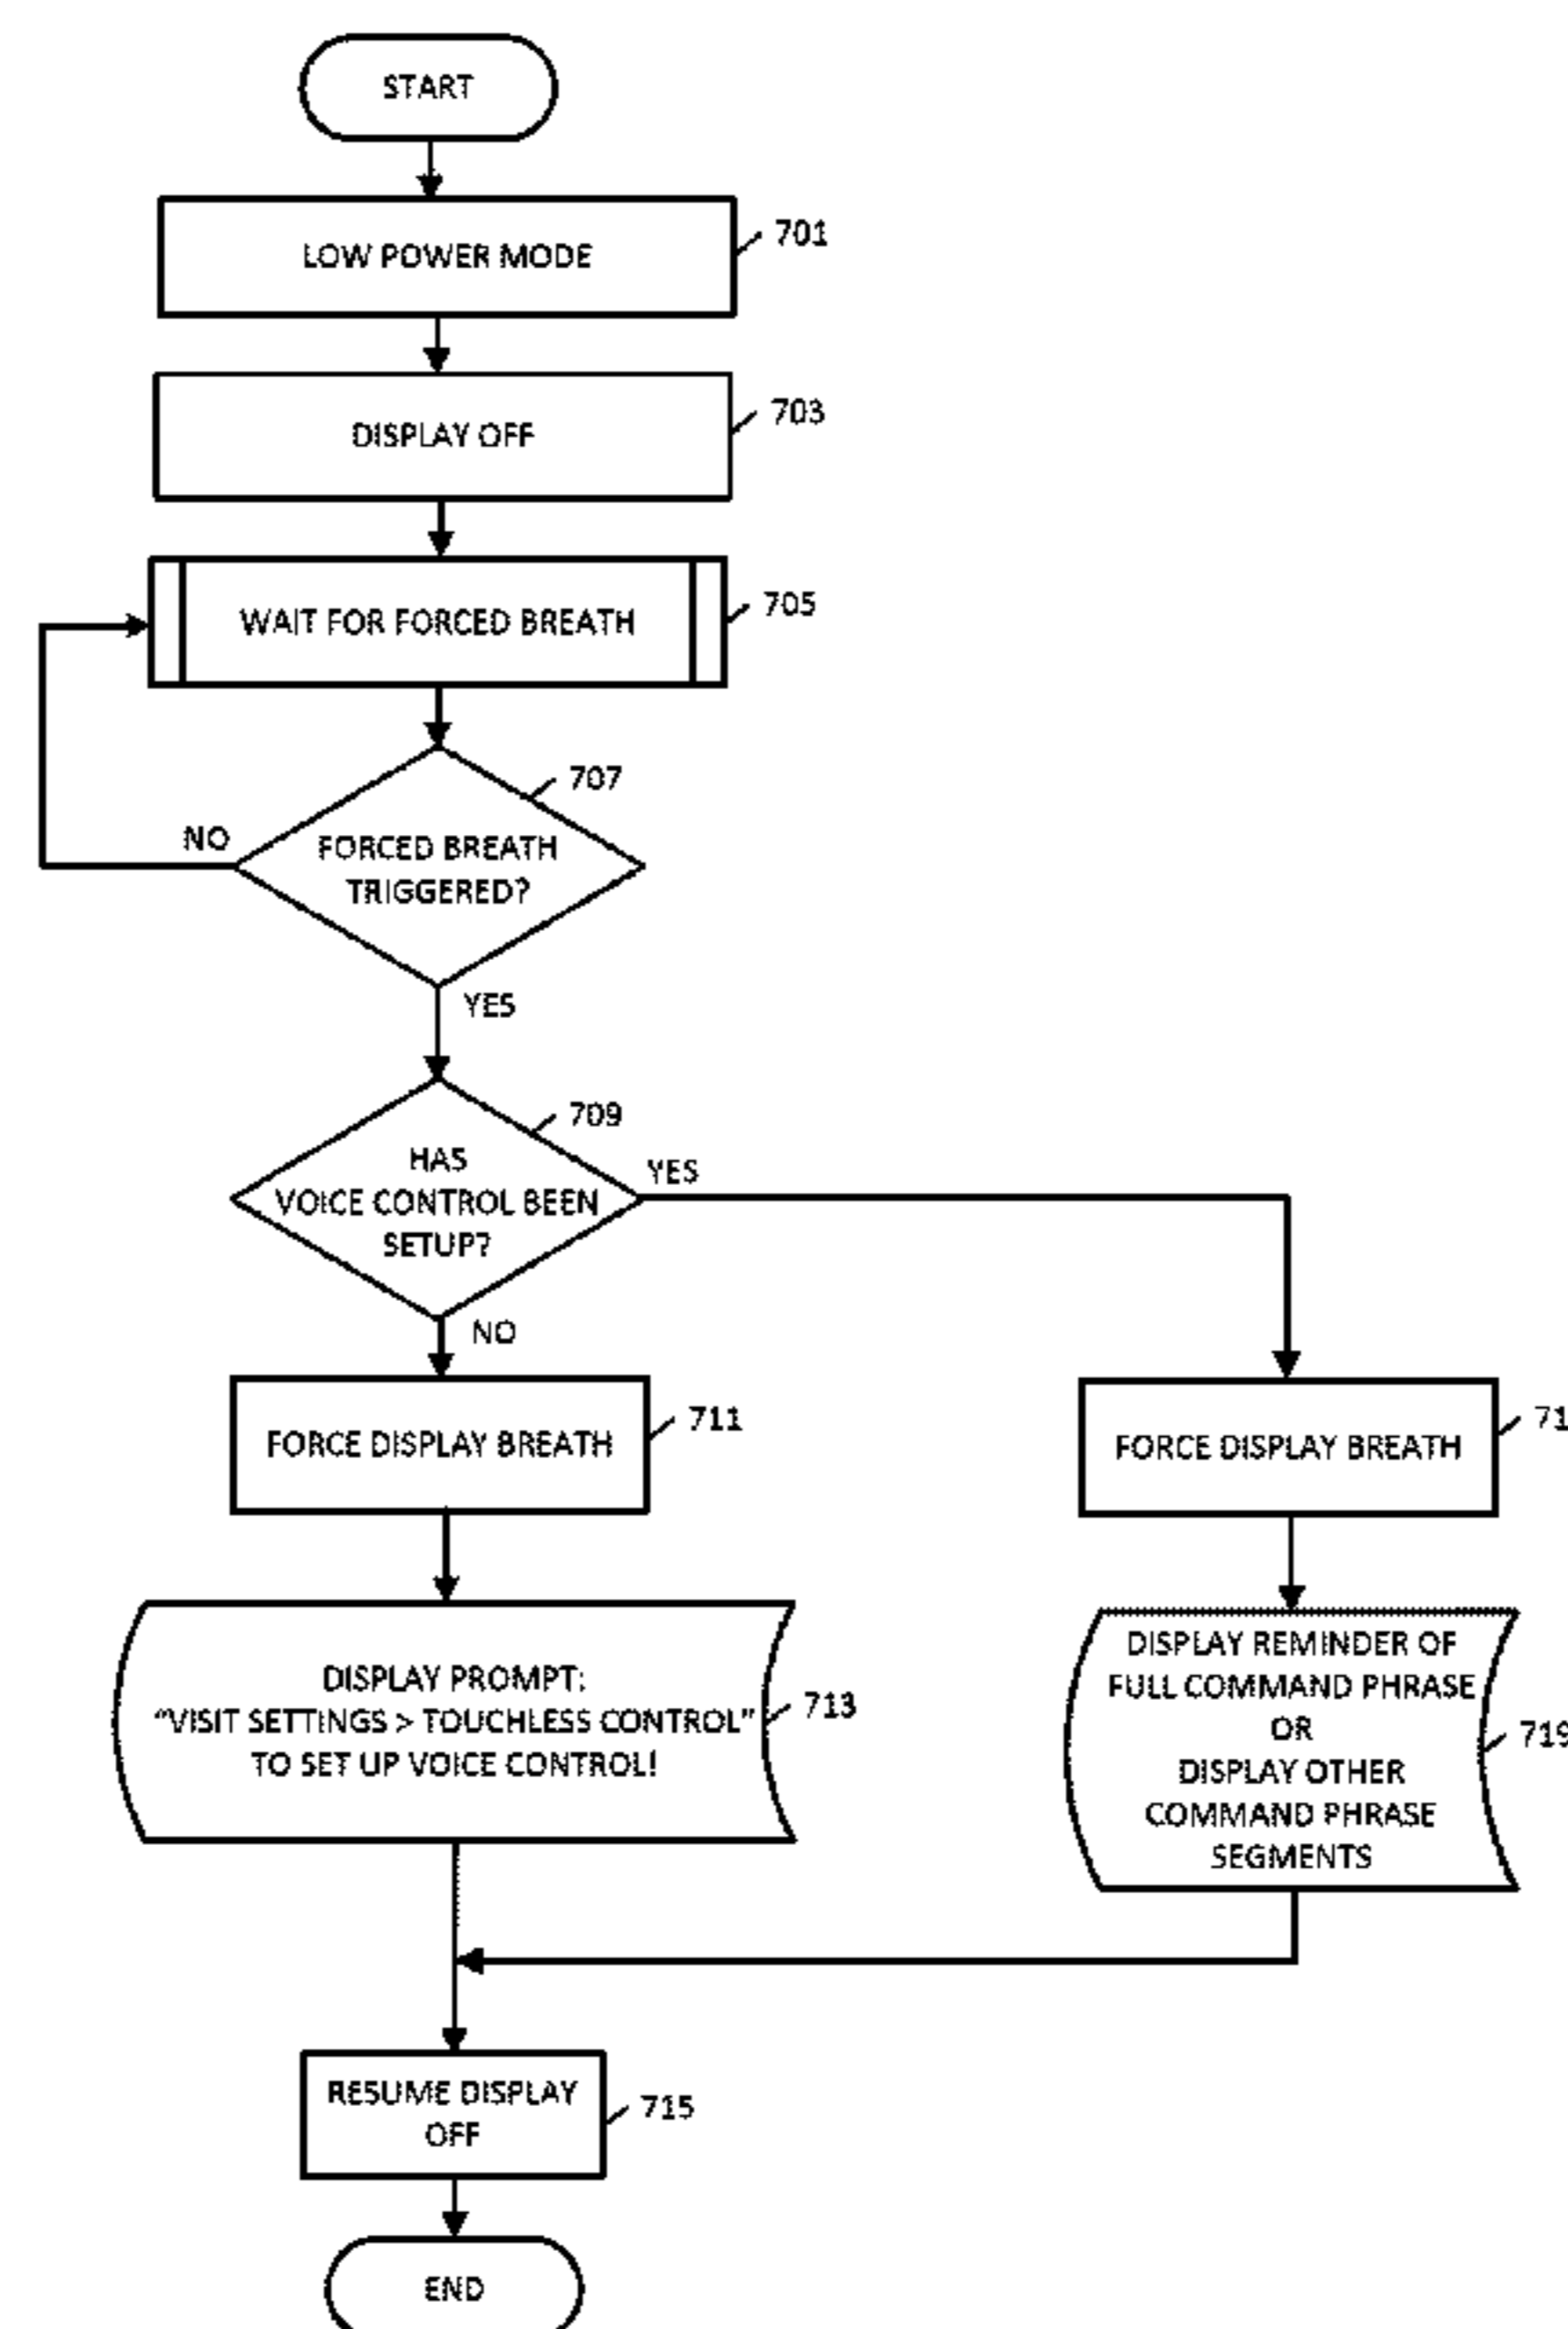 START
LOW POWER MODE
701
DISPLAY OFF
703
WAIT FOR FORCED BREATH
705
707
NO
FORCED BREATH
TRIGGERED?
YES
709
HAS
VOICE CONTROL BEEN
SETUP?
YES
NO
FORCE DISPLAY BREATH
711
FORCE DISPLAY BREATH
71
DISPLAY PROMPT:
“VISIT SETTINGS > TOUCHLESS CONTROL”
TO SET UP VOICE CONTROL!
713
DISPLAY REMINDER OF
FULL COMMAND PHRASE
OR
DISPLAY OTHER
COMMAND PHRASE
SEGMENTS
719
RESUME DISPLAY
OFF
715
END